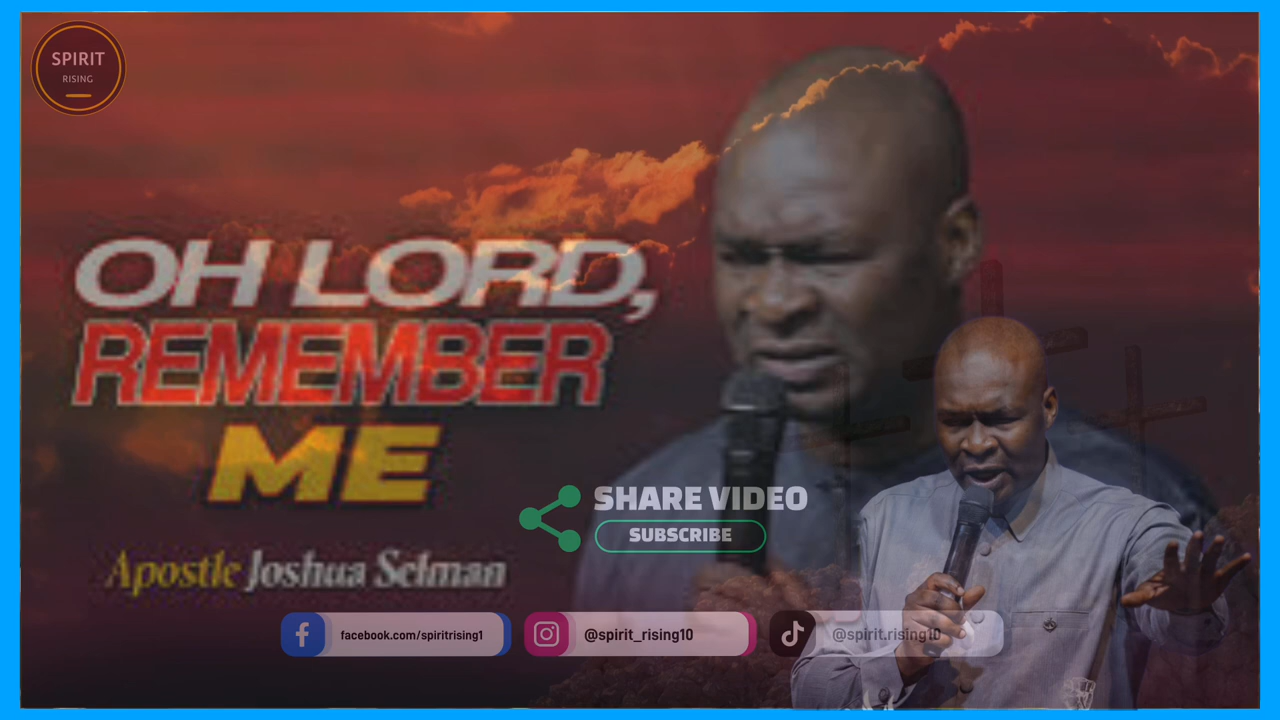 SPIRIT
RISING
OH LORD,
REMEMBER
ME
Apostle Joshua Selman
SHARE VIDEO
SUBSCRIBE
facebook.com/spiritrising1
@spirit_rising10
@spirit.rising10